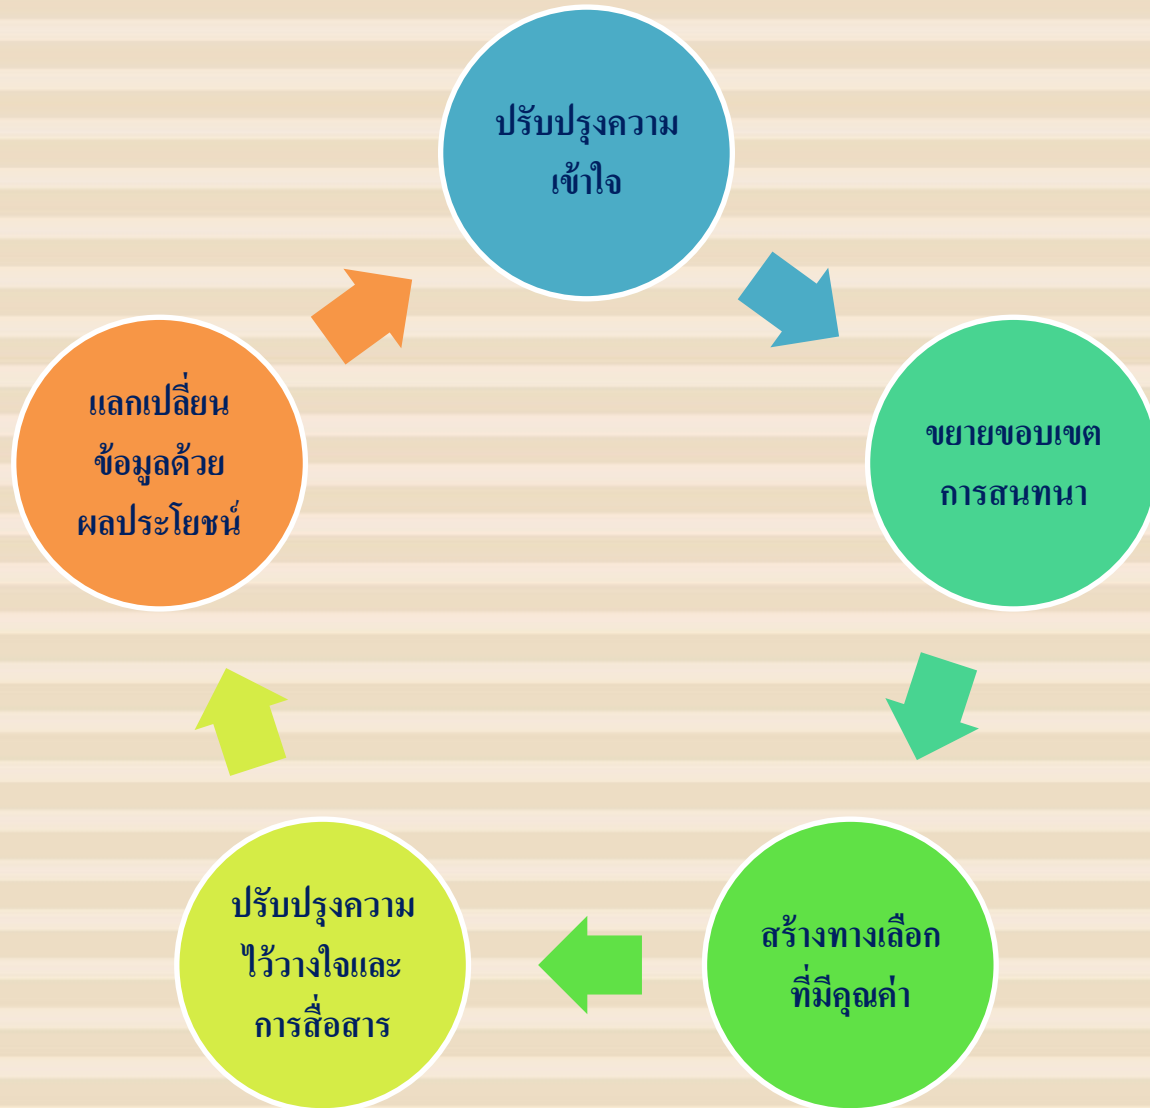 ปรับปรุงความ
เข้าใจ
ขยายขอบเขต
การสนทนา
สร้างทางเลือก
ที่มีคุณค่า
ปรับปรุงความ
ไว้วางใจและ
การสื่อสาร
แลกเปลี่ยน
ข้อมูลด้วย
ผลประโยชน์